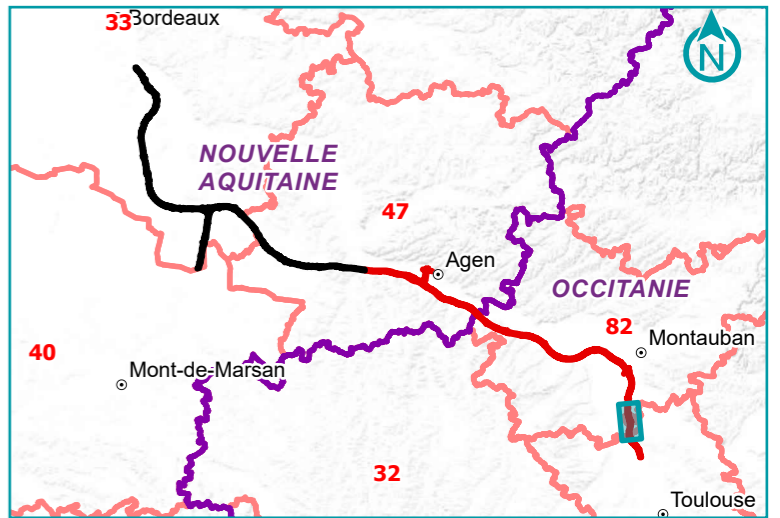 33
Bordeaux
N
NOUVELLE
AQUITAINE
47
Agen
OCCITANIE
82
Montauban
40
Mont-de-Marsan
32
Toulouse